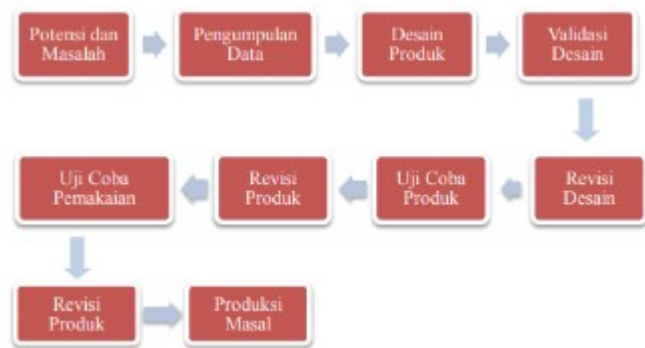 Potensi dan
Masalah
Pengumpulan
Data
Desain
Produk
Validasi
Desain
Revisi
Desain
Uji Coba
Produk
Revisi
Produk
Uji Coba
Pemakaian
Revisi
Produk
Produksi
Masal